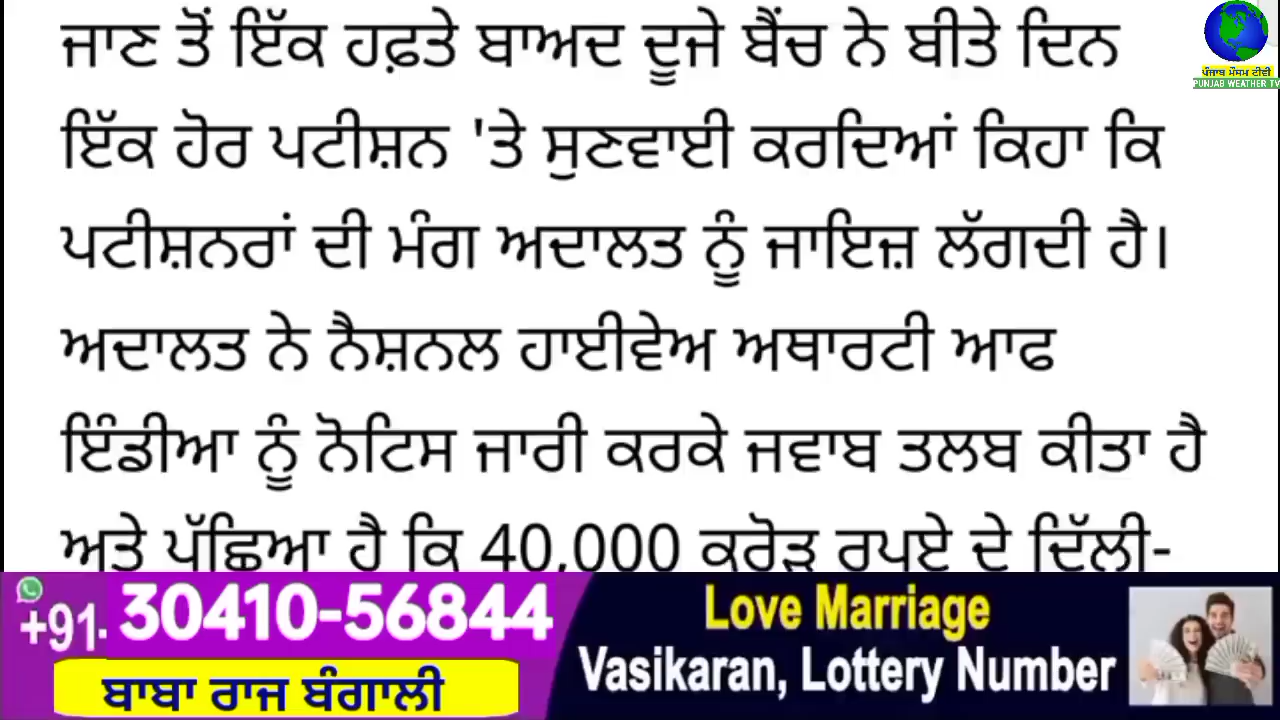 ਜਾਣ ਤੋਂ ਇੱਕ ਹਫ਼ਤੇ ਬਾਅਦ ਦੂਜੇ ਬੈਂਚ ਨੇ ਬੀਤੇ ਦਿਨ
ਇੱਕ ਹੋਰ ਪਟੀਸ਼ਨ 'ਤੇ ਸੁਣਵਾਈ ਕਰਦਿਆਂ ਕਿਹਾ ਕਿ
ਪਟੀਸ਼ਨਰਾਂ ਦੀ ਮੰਗ ਅਦਾਲਤ ਨੂੰ ਜਾਇਜ਼ ਲੱਗਦੀ ਹੈ।
ਅਦਾਲਤ ਨੇ ਨੈਸ਼ਨਲ ਹਾਈਵੇਅ ਅਥਾਰਟੀ ਆਫ
ਇੰਡੀਆ ਨੂੰ ਨੋਟਿਸ ਜਾਰੀ ਕਰਕੇ ਜਵਾਬ ਤਲਬ ਕੀਤਾ ਹੈ
ਅਤੇ ਪੁੱਛਿਆ ਹੈ ਕਿ 40,000 ਕਰੋੜ ਰੁਪਏ ਦੇ ਦਿੱਲੀ-
ਪੰਜਾਬ ਮੌਸਮ ਟੀਵੀ
PUNJAB WEATHER TV
+91- 30410-56844
ਬਾਬਾ ਰਾਜ ਬੰਗਾਲੀ
Love Marriage
Vasikaran, Lottery Number